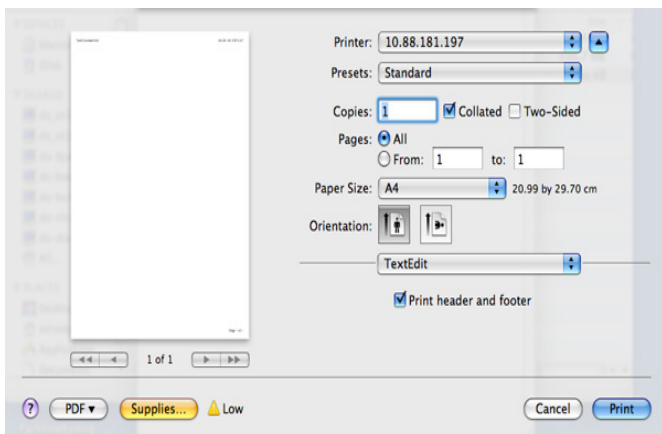 Printer: 10.88.181.197
Presets: Standard
Copies: 1 Collated Two-Sided
Pages: All
From: 1 to: 1
Paper Size: A4 20.99 by 29.70 cm
Orientation:
TextEdit
Print header and footer
1 of 1
? PDF Supplies... Low Cancel Print